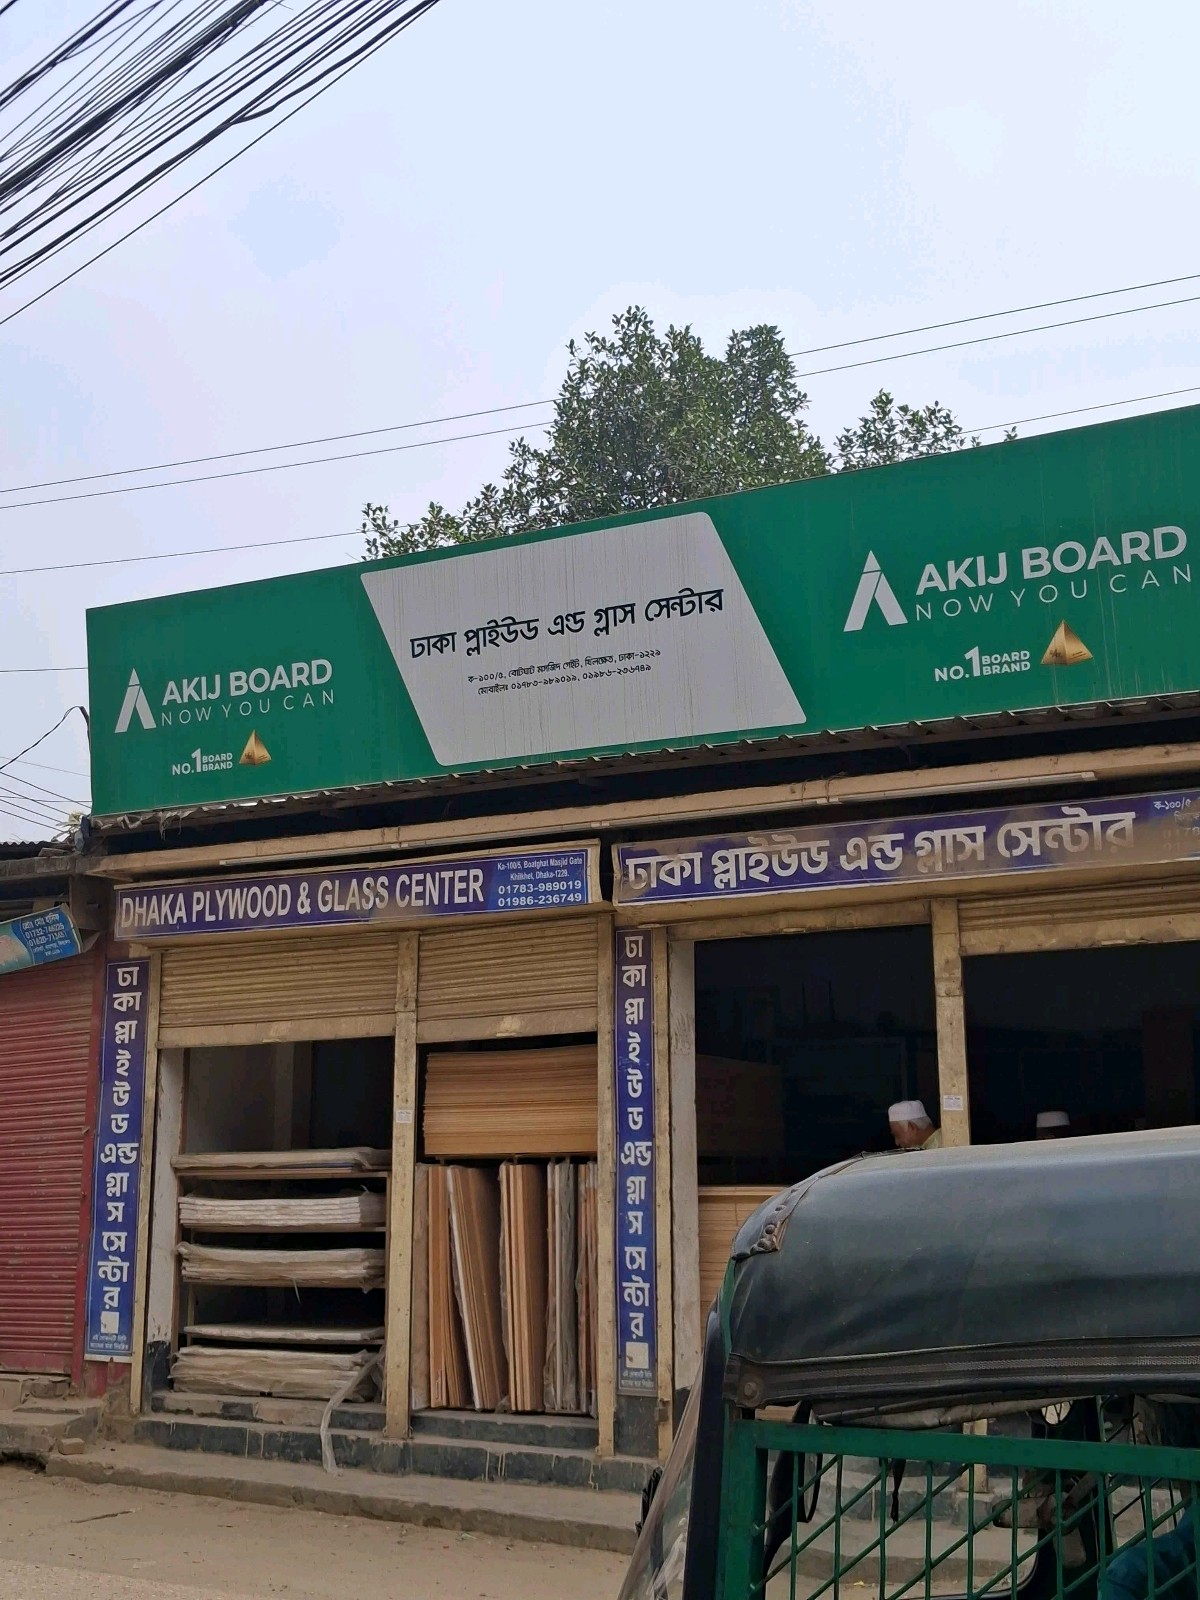 AKIJ BOARD
NOW YOU CAN
NO.1 BOARD BRAND
ঢাকা প্লাইউড এন্ড গ্লাস সেন্টার
ক-১০০/৫, বোটঘাট মসজিদ গেইট, খিলক্ষেত, ঢাকা-১২২৯
মোবাইলঃ ০১৭৮৩-৯৮৯০১৯, ০১৯৮৬-২৩৬৭৪৯
AKIJ BOARD
NOW YOU CAN
NO.1 BOARD BRAND
DHAKA PLYWOOD & GLASS CENTER
Ka-100/5, Boatghat Masjid Gate
Khilkhet, Dhaka-1229.
01783-989019
01986-236749
ঢাকা প্লাইউড এন্ড গ্লাস সেন্টার
ক-১০০/৫
ঢাকা প্লাইউড এন্ড গ্লাস সেন্টার
ঢাকা প্লাইউড এন্ড গ্লাস সেন্টার